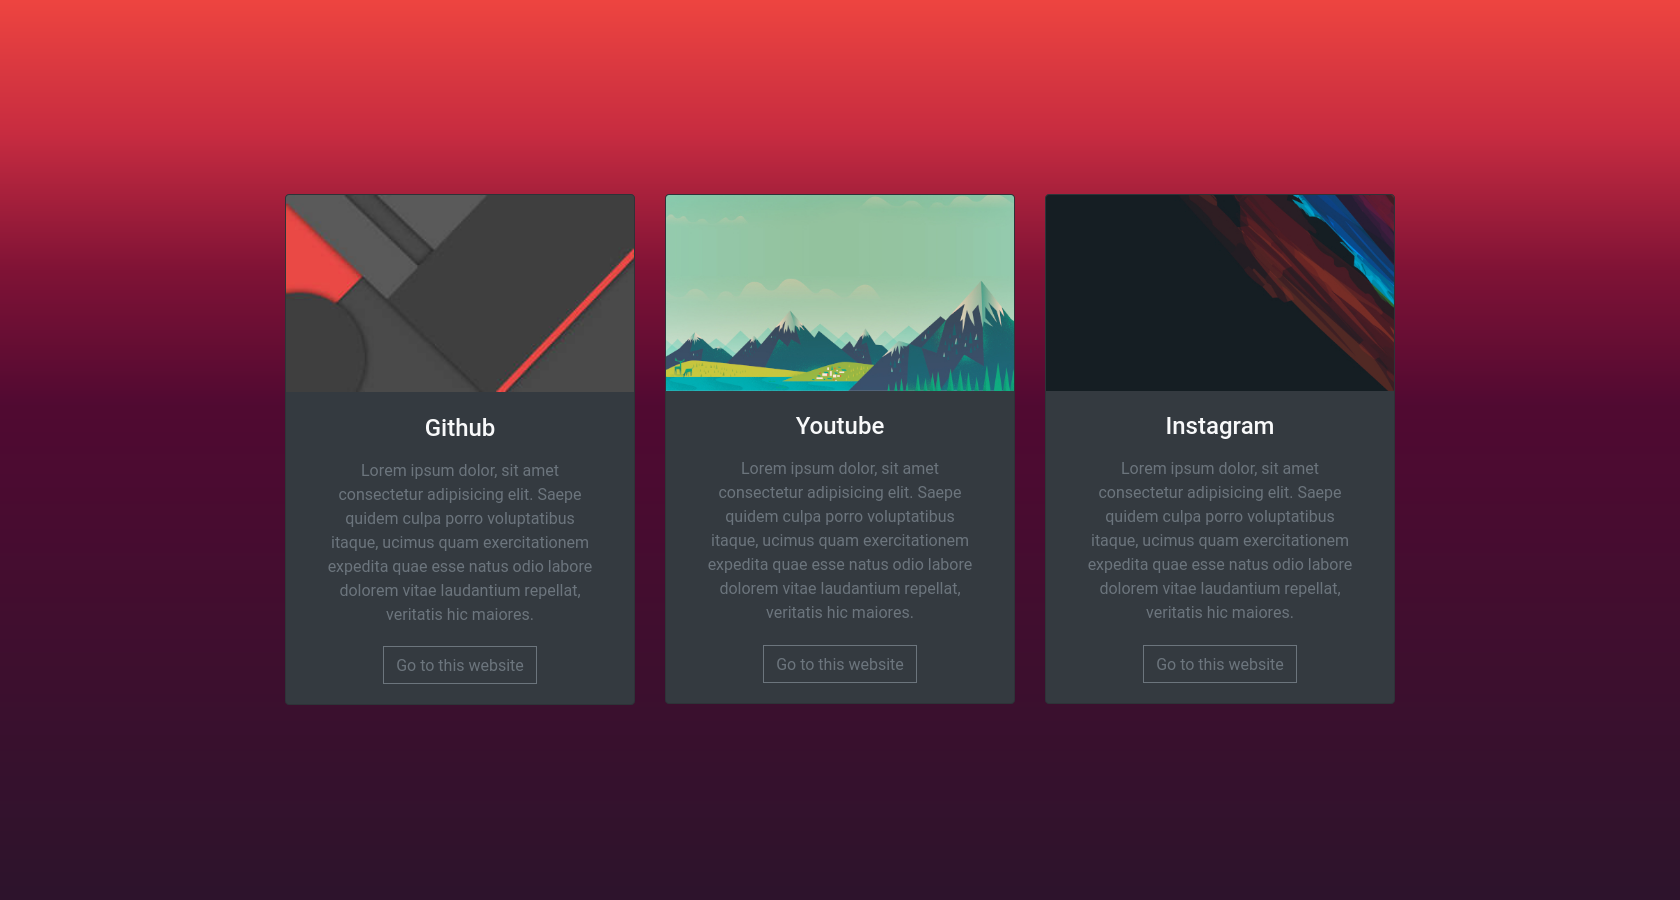 Github
Lorem ipsum dolor, sit amet
consectetur adipisicing elit. Saepe
quidem culpa porro voluptatibus
itaque, ucimus quam exercitationem
expedita quae esse natus odio labore
dolorem vitae laudantium repellat,
veritatis hic maiores.
Go to this website
Youtube
Lorem ipsum dolor, sit amet
consectetur adipisicing elit. Saepe
quidem culpa porro voluptatibus
itaque, ucimus quam exercitationem
expedita quae esse natus odio labore
dolorem vitae laudantium repellat,
veritatis hic maiores.
Go to this website
Instagram
Lorem ipsum dolor, sit amet
consectetur adipisicing elit. Saepe
quidem culpa porro voluptatibus
itaque, ucimus quam exercitationem
expedita quae esse natus odio labore
dolorem vitae laudantium repellat,
veritatis hic maiores.
Go to this website